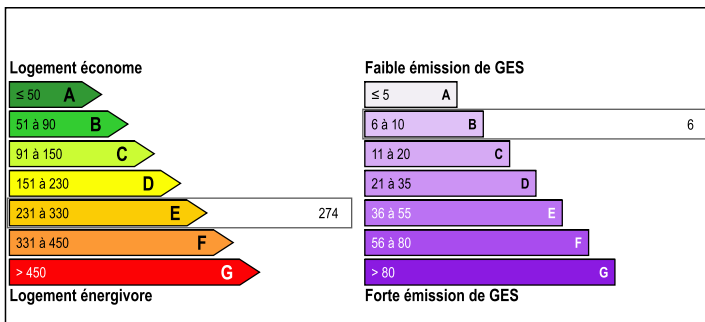 Logement économe
≤ 50 A
51 à 90 B
91 à 150 C
151 à 230 D
231 à 330 E 274
331 à 450 F
> 450 G
Logement énergivore
Faible émission de GES
≤ 5 A
6 à 10 B 6
11 à 20 C
21 à 35 D
36 à 55 E
56 à 80 F
> 80 G
Forte émission de GES